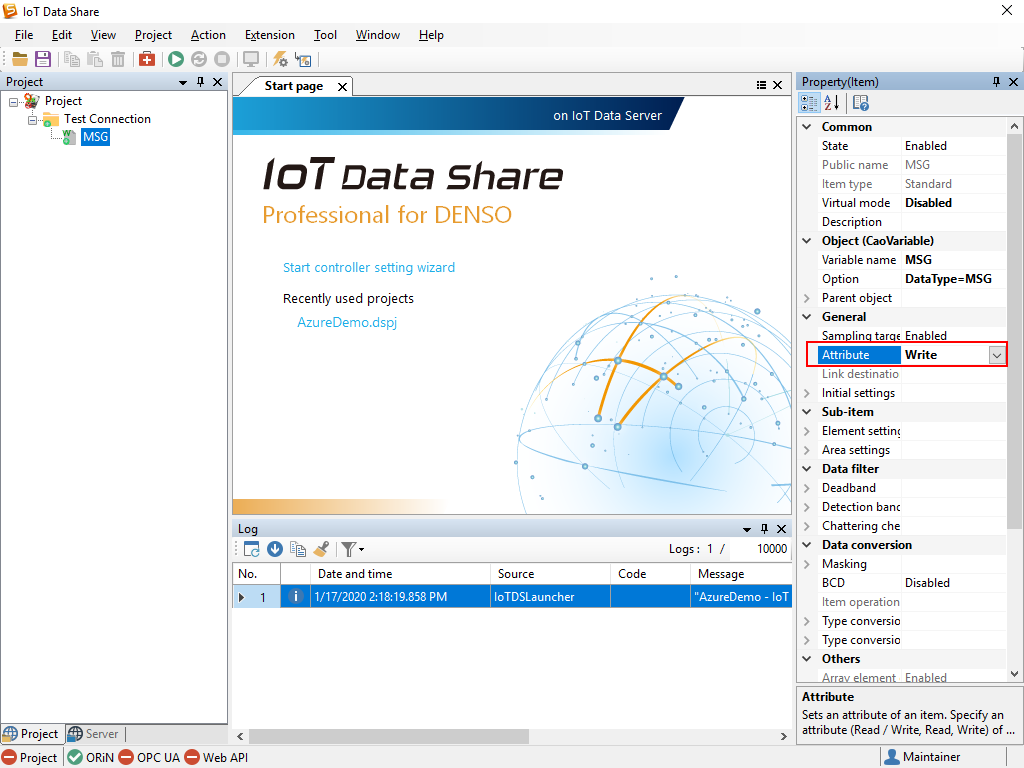 IoT Data Share
File Edit View Project Action Extension Tool Window Help
Project
Project
Test Connection
MSG
Project Server
Start page
on IoT Data Server
IoT Data Share
Professional for DENSO
Start controller setting wizard
Recently used projects
AzureDemo.dspj
Log
Logs: 1 / 10000
No. Date and time Source Code Message
1 1/17/2020 2:18:19.858 PM IoTDSLauncher "AzureDemo - IoT
Property(Item)
Common
State Enabled
Public name MSG
Item type Standard
Virtual mode Disabled
Description
Object (CaoVariable)
Variable name MSG
Option DataType=MSG
Parent object
General
Sampling targe Enabled
Attribute Write
Link destinatio
Initial settings
Sub-item
Element setting
Area settings
Data filter
Deadband
Detection banc
Chattering che
Data conversion
Masking
BCD Disabled
Item operation
Type conversio
Type conversio
Others
Array element Enabled
Attribute
Sets an attribute of an item. Specify an
attribute (Read / Write, Read, Write) of ...
Project ORiN OPC UA Web API Maintainer